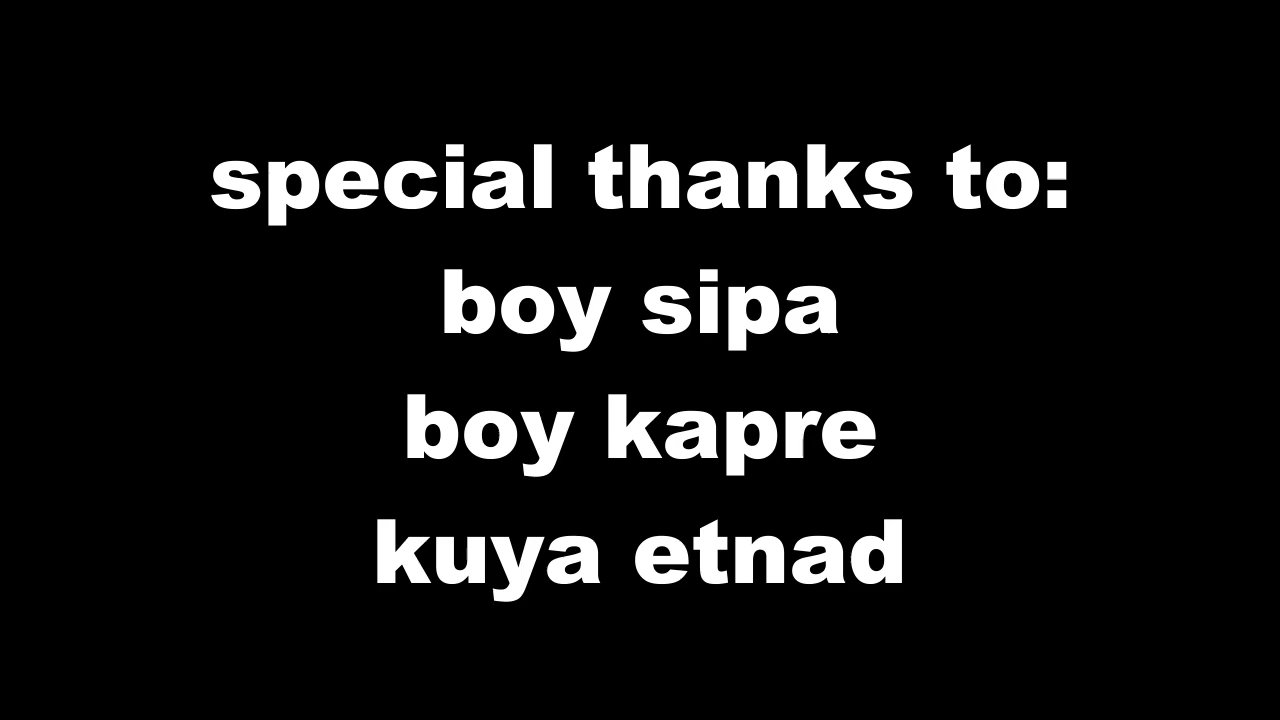 special thanks to:
boy sipa
boy kapre
kuya etnad